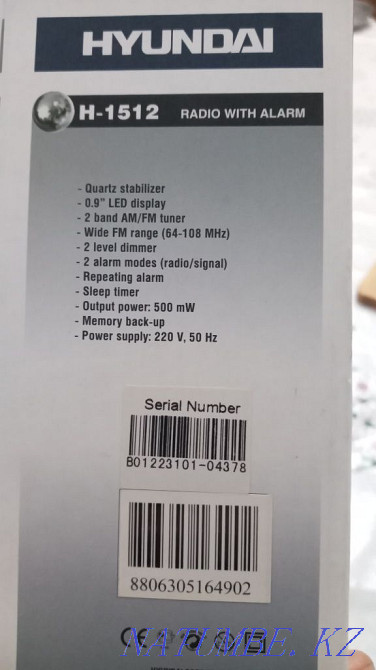 HYUNDAI
H-1512 RADIO WITH ALARM
- Quartz stabilizer
- 0.9" LED display
- 2 band AM/FM tuner
- Wide FM range (64-108 MHz)
- 2 level dimmer
- 2 alarm modes (radio/signal)
- Repeating alarm
- Sleep timer
- Output power: 500 mW
- Memory back-up
- Power supply: 220 V, 50 Hz
Serial Number
B01223101-04378
8806305164902
CE
NATUMBE.KZ